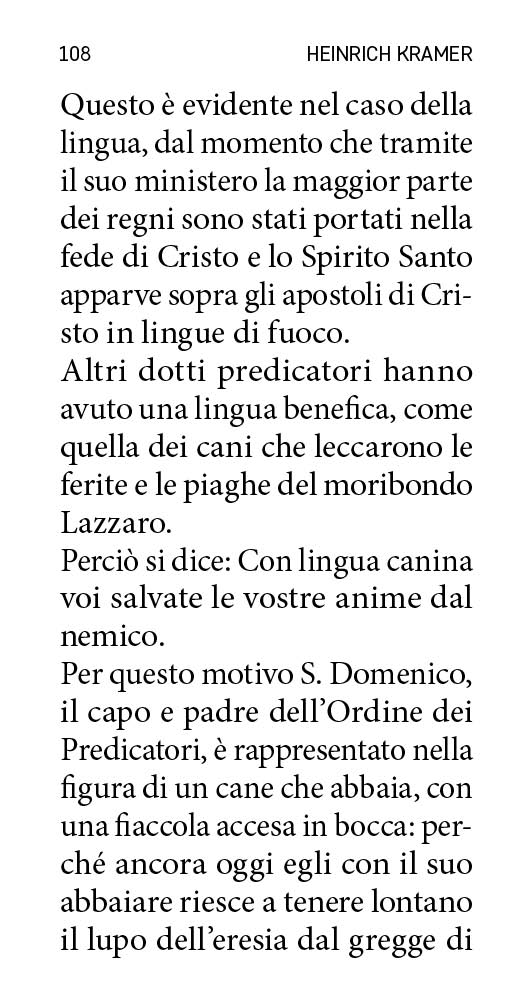 108 HEINRICH KRAMER
Questo è evidente nel caso della
lingua, dal momento che tramite
il suo ministero la maggior parte
dei regni sono stati portati nella
fede di Cristo e lo Spirito Santo
apparve sopra gli apostoli di Cri-
sto in lingue di fuoco.
Altri dotti predicatori hanno
avuto una lingua benefica, come
quella dei cani che leccarono le
ferite e le piaghe del moribondo
Lazzaro.
Perciò si dice: Con lingua canina
voi salvate le vostre anime dal
nemico.
Per questo motivo S. Domenico,
il capo e padre dell’Ordine dei
Predicatori, è rappresentato nella
figura di un cane che abbaia, con
una fiaccola accesa in bocca: per-
ché ancora oggi egli con il suo
abbaiare riesce a tenere lontano
il lupo dell’eresia dal gregge di